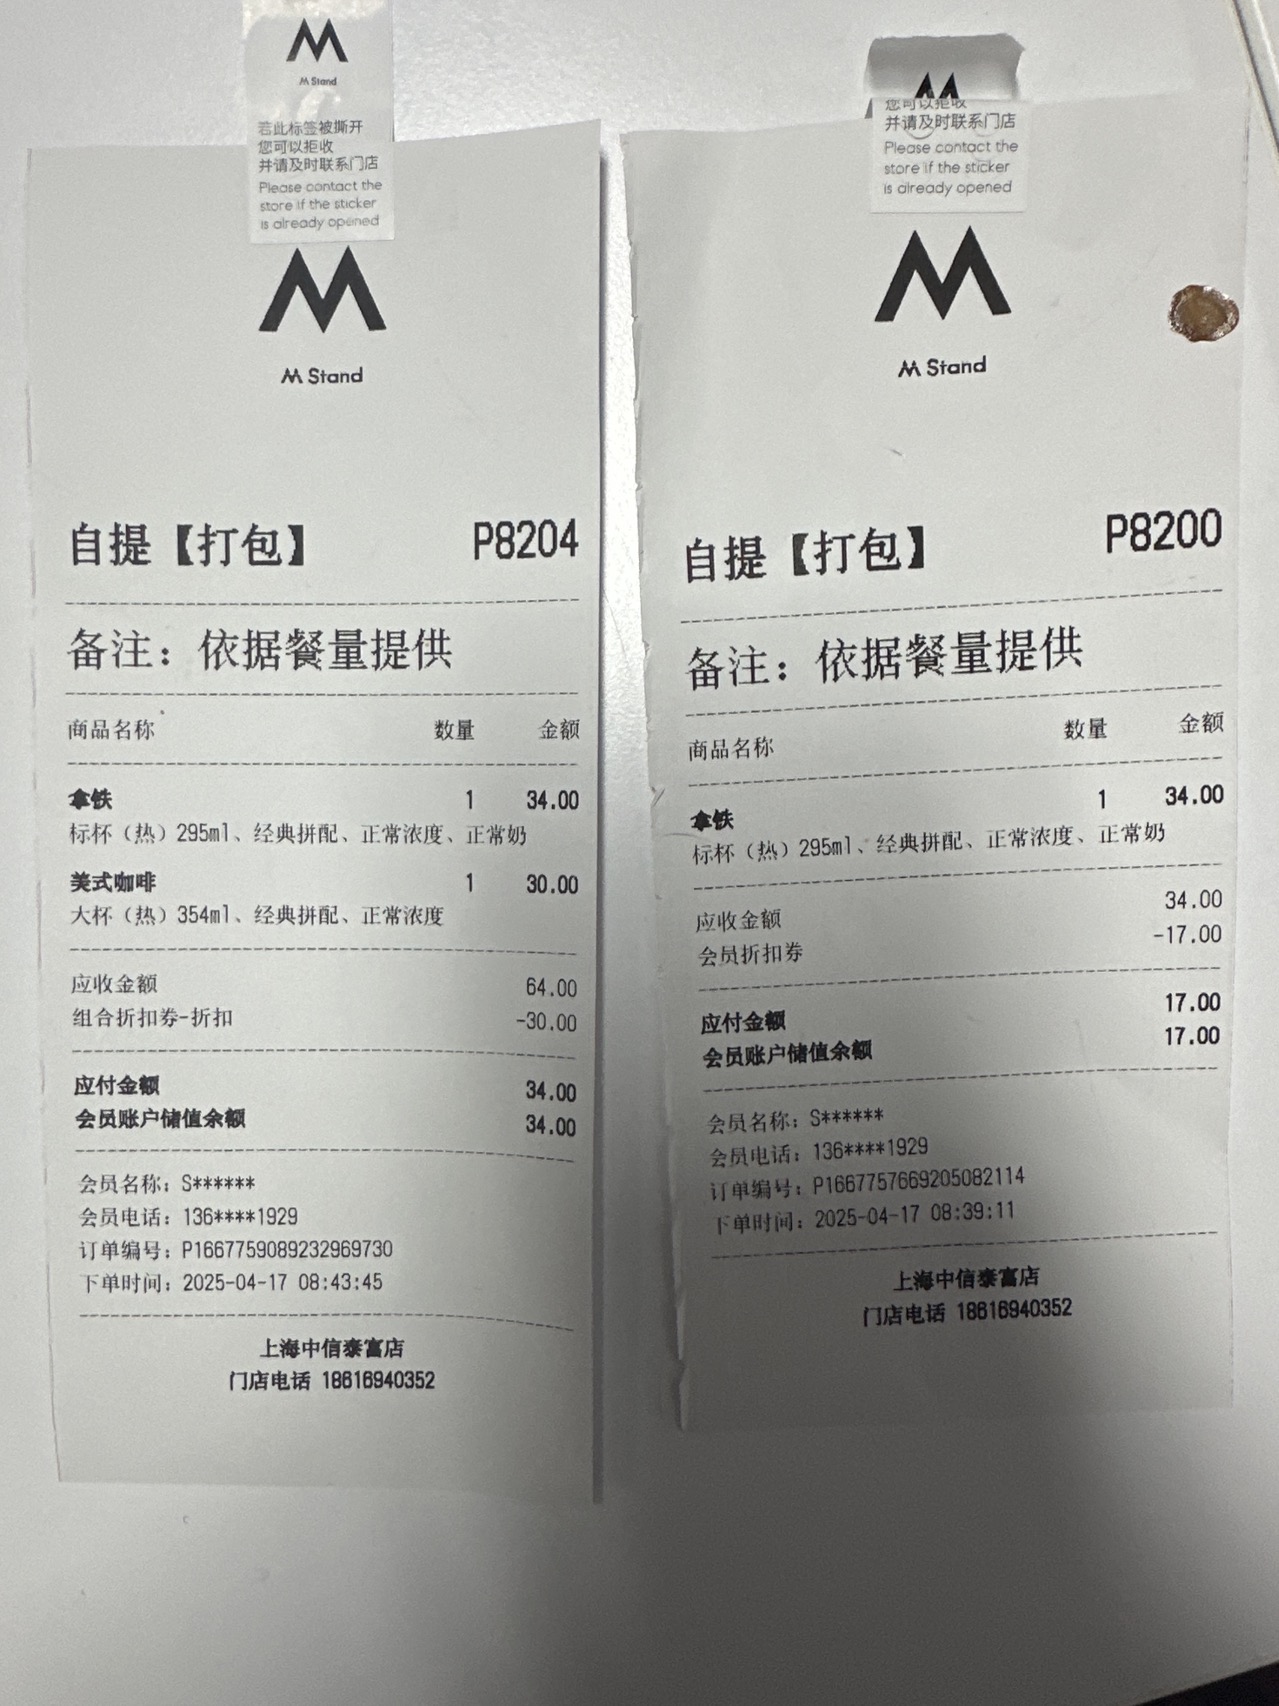 M Stand
若此标签被撕开
您可以拒收
并请及时联系门店
Please contact the
store if the sticker
is already opened
M Stand
自提【打包】 P8204
备注：依据餐量提供
商品名称 数量 金额
拿铁 1 34.00
标杯（热）295ml、经典拼配、正常浓度、正常奶
美式咖啡 1 30.00
大杯（热）354ml、经典拼配、正常浓度
应收金额 64.00
组合折扣券-折扣 -30.00
应付金额 34.00
会员账户储值余额 34.00
会员名称：S******
会员电话：136****1929
订单编号：P1667759089232969730
下单时间：2025-04-17 08:43:45
上海中信泰富店
门店电话 18616940352
您可以拒收
并请及时联系门店
Please contact the
store if the sticker
is already opened
M Stand
自提【打包】 P8200
备注：依据餐量提供
商品名称 数量 金额
拿铁 1 34.00
标杯（热）295ml、经典拼配、正常浓度、正常奶
应收金额 34.00
会员折扣券 -17.00
应付金额 17.00
会员账户储值余额 17.00
会员名称：S******
会员电话：136****1929
订单编号：P1667757669205082114
下单时间：2025-04-17 08:39:11
上海中信泰富店
门店电话 18616940352